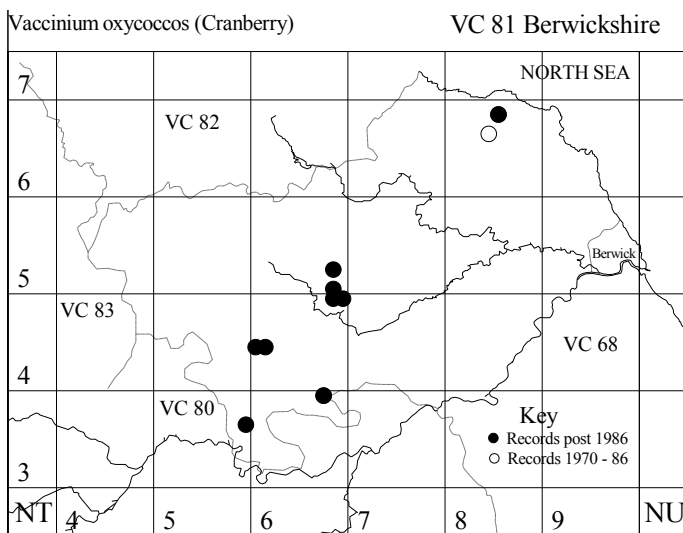 Vaccinium oxycoccos (Cranberry) VC 81 Berwickshire
NORTH SEA
7
VC 82
6
Berwick
5
VC 83
VC 68
4
VC 80
Key
Records post 1986
Records 1970 - 86
3
NT 4 5 6 7 8 9 NU